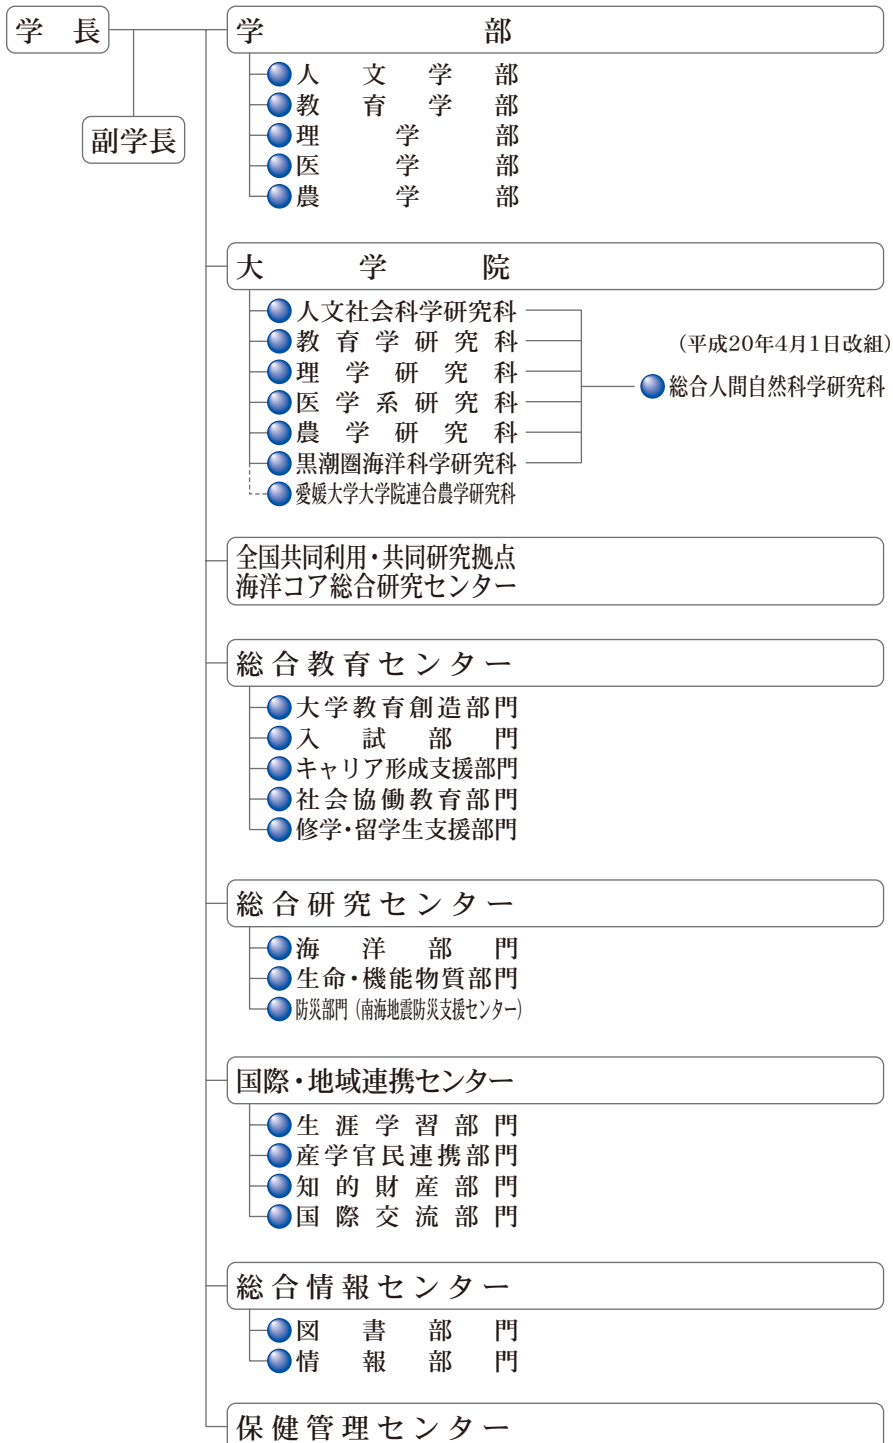 学長
副学長
学部
人文学部
教育学部
理学部
医学部
農学部
大学院
人文社会科学研究科
教育学研究科
理学研究科
医学系研究科
農学研究科
黒潮圏海洋科学研究科
愛媛大学大学院連合農学研究科
(平成20年4月1日改組)
総合人間自然科学研究科
全国共同利用・共同研究拠点
海洋コア総合研究センター
総合教育センター
大学教育創造部門
入試部門
キャリア形成支援部門
社会協働教育部門
修学・留学生支援部門
総合研究センター
海洋部門
生命・機能物質部門
防災部門(南海地震防災支援センター)
国際・地域連携センター
生涯学習部門
産学官民連携部門
知的財産部門
国際交流部門
総合情報センター
図書部門
情報部門
保健管理センター